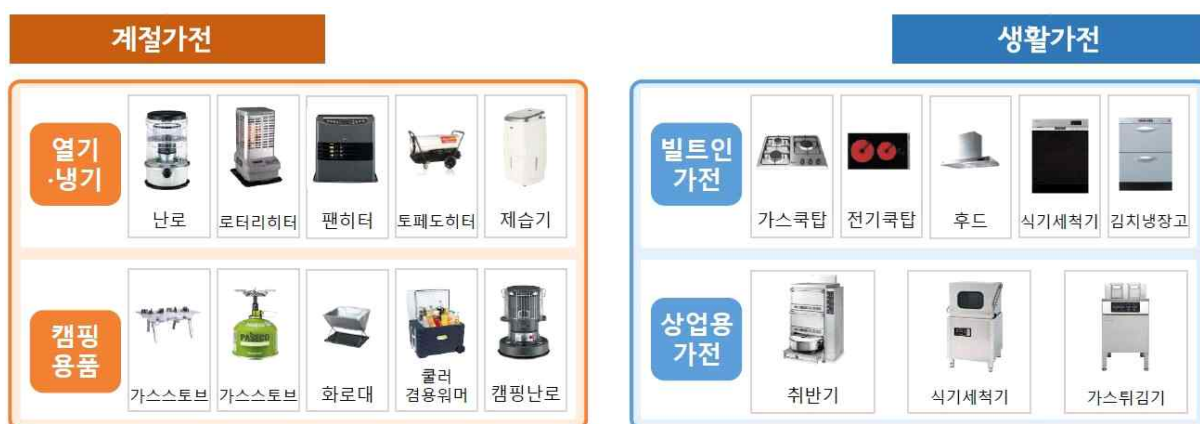 계절가전
생활가전
열기
·냉기
난로
로터리히터
팬히터
토페도히터
제습기
캠핑
용품
PASECO
가스스토브
가스스토브
화로대
쿨러
겸용워머
캠핑난로
빌트인
가전
가스쿡탑
전기쿡탑
후드
식기세척기
김치냉장고
상업용
가전
취반기
식기세척기
가스튀김기